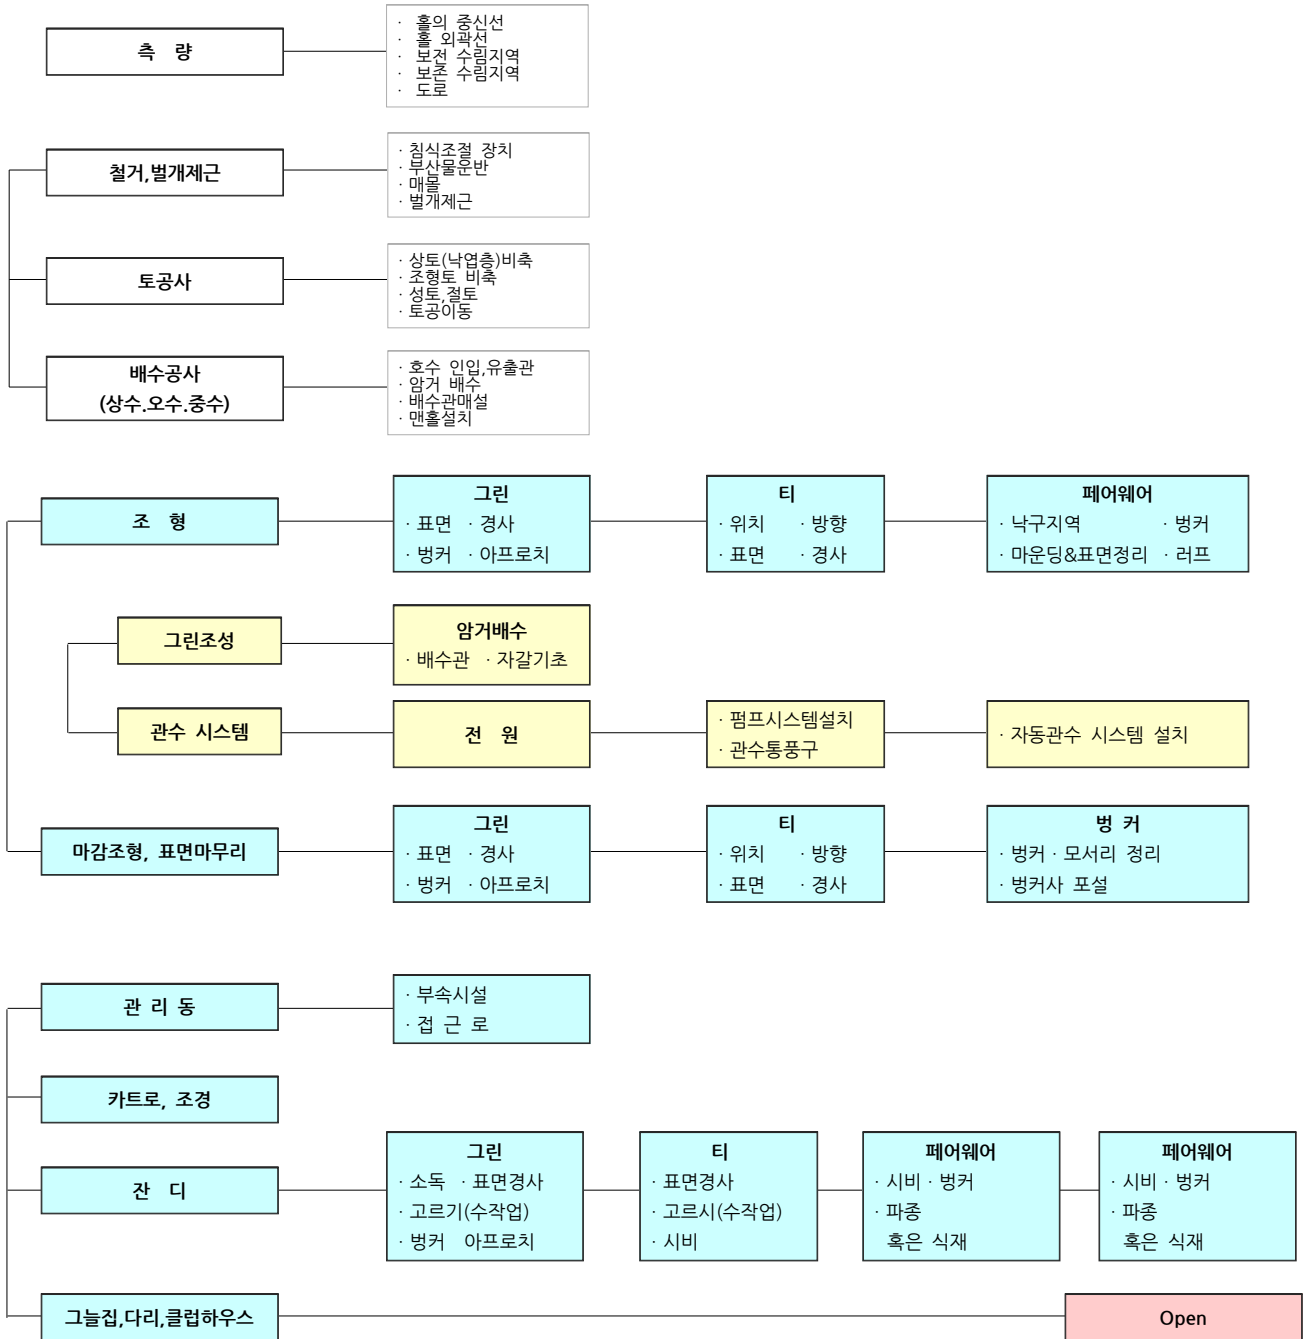 측 량
· 홀의 중신선
· 홀 외곽선
· 보전 수림지역
· 보존 수림지역
· 도로
철거,벌개제근
· 침식조절 장치
· 부산물운반
· 매몰
· 벌개제근
토공사
· 상토(낙엽층)비축
· 조형토 비축
· 성토,절토
· 토공이동
배수공사
(상수.오수.중수)
· 호수 인입,유출관
· 암거 배수
· 배수관매설
· 맨홀설치
조 형
그린
· 표면 · 경사
· 벙커 · 아프로치
티
· 위치 · 방향
· 표면 · 경사
페어웨어
· 낙구지역 · 벙커
· 마운딩&표면정리 · 러프
그린조성
암거배수
· 배수관 · 자갈기초
관수 시스템
전 원
· 펌프시스템설치
· 관수통풍구
· 자동관수 시스템 설치
마감조형, 표면마무리
그린
· 표면 · 경사
· 벙커 · 아프로치
티
· 위치 · 방향
· 표면 · 경사
벙 커
· 벙커 · 모서리 정리
· 벙커사 포설
관 리 동
· 부속시설
· 접 근 로
카트로, 조경
잔 디
그린
· 소독 · 표면경사
· 고르기(수작업)
· 벙커 아프로치
티
· 표면경사
· 고르시(수작업)
· 시비
페어웨어
· 시비 · 벙커
· 파종
혹은 식재
페어웨어
· 시비 · 벙커
· 파종
혹은 식재
그늘집,다리,클럽하우스
Open